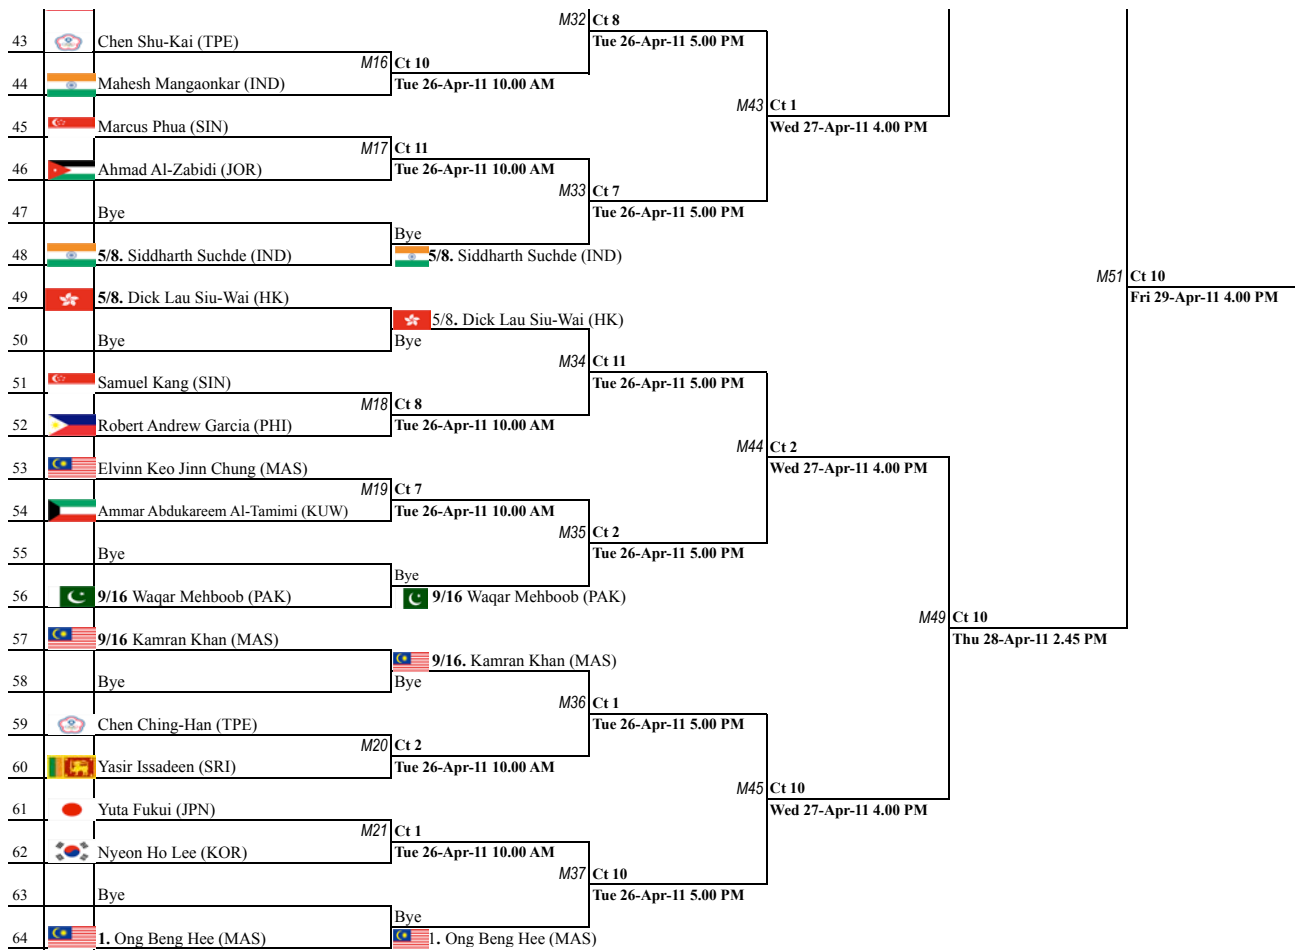 M32 Ct 8
43 Chen Shu-Kai (TPE) Tue 26-Apr-11 5.00 PM
M16 Ct 10
44 Mahesh Mangaonkar (IND) Tue 26-Apr-11 10.00 AM
M43 Ct 1
45 Marcus Phua (SIN) Wed 27-Apr-11 4.00 PM
M17 Ct 11
46 Ahmad Al-Zabidi (JOR) Tue 26-Apr-11 10.00 AM
M33 Ct 7
47 Bye Tue 26-Apr-11 5.00 PM
Bye
48 5/8. Siddharth Suchde (IND) 5/8. Siddharth Suchde (IND)
M51 Ct 10
49 5/8. Dick Lau Siu-Wai (HK) Fri 29-Apr-11 4.00 PM
5/8. Dick Lau Siu-Wai (HK)
50 Bye Bye
M34 Ct 11
51 Samuel Kang (SIN) Tue 26-Apr-11 5.00 PM
M18 Ct 8
52 Robert Andrew Garcia (PHI) Tue 26-Apr-11 10.00 AM
M44 Ct 2
53 Elvinn Keo Jinn Chung (MAS) Wed 27-Apr-11 4.00 PM
M19 Ct 7
54 Ammar Abdukareem Al-Tamimi (KUW) Tue 26-Apr-11 10.00 AM
M35 Ct 2
55 Bye Tue 26-Apr-11 5.00 PM
Bye
56 9/16 Waqar Mehboob (PAK) 9/16 Waqar Mehboob (PAK)
M49 Ct 10
57 9/16 Kamran Khan (MAS) Thu 28-Apr-11 2.45 PM
9/16. Kamran Khan (MAS)
58 Bye Bye
M36 Ct 1
59 Chen Ching-Han (TPE) Tue 26-Apr-11 5.00 PM
M20 Ct 2
60 Yasir Issadeen (SRI) Tue 26-Apr-11 10.00 AM
M45 Ct 10
61 Yuta Fukui (JPN) Wed 27-Apr-11 4.00 PM
M21 Ct 1
62 Nyeon Ho Lee (KOR) Tue 26-Apr-11 10.00 AM
M37 Ct 10
63 Bye Tue 26-Apr-11 5.00 PM
Bye
64 1. Ong Beng Hee (MAS) 1. Ong Beng Hee (MAS)